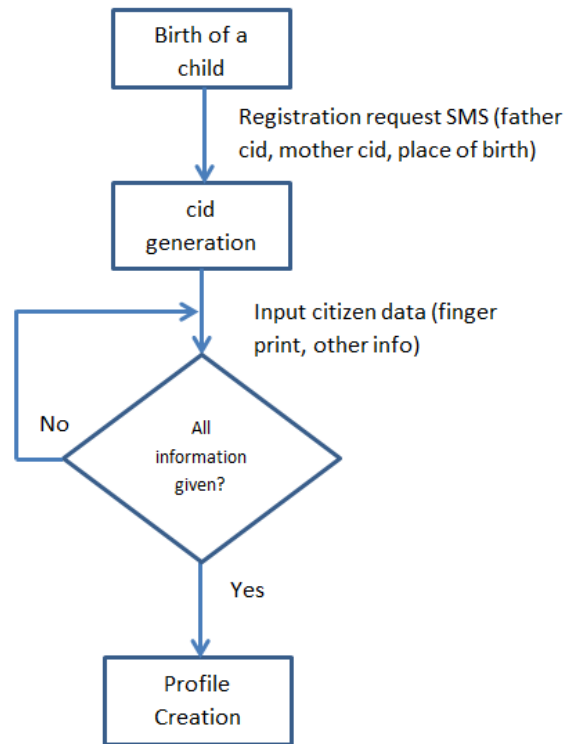 Birth of a
child
Registration request SMS (father
cid, mother cid, place of birth)
cid
generation
Input citizen data (finger
print, other info)
No
All
information
given?
Yes
Profile
Creation